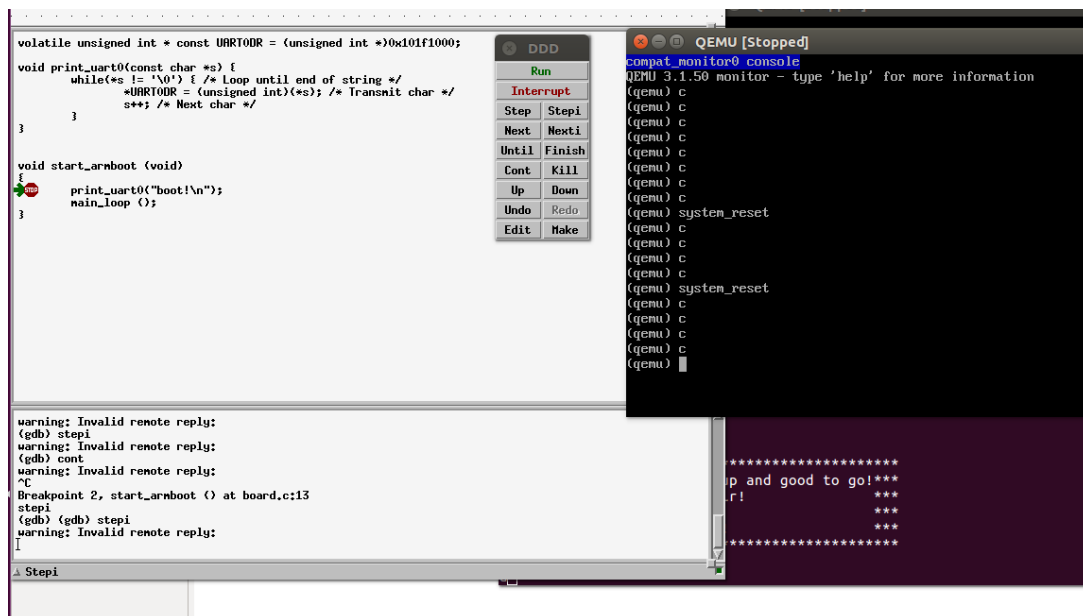 volatile unsigned int * const UART0DR = (unsigned int *)0x101f1000;
void print_uart0(const char *s) {
while(*s != '\0') { /* Loop until end of string */
*UART0DR = (unsigned int)(*s); /* Transmit char */
s++; /* Next char */
}
}
void start_armboot (void)
{
STOP print_uart0("boot!\n");
main_loop ();
}
DDD
Run
Interrupt
Step Stepi
Next Nexti
Until Finish
Cont Kill
Up Down
Undo Redo
Edit Make
QEMU [Stopped]
compat_monitor0 console
QEMU 3.1.50 monitor - type 'help' for more information
(qemu) c
(qemu) c
(qemu) c
(qemu) c
(qemu) c
(qemu) c
(qemu) c
(qemu) c
(qemu) system_reset
(qemu) c
(qemu) c
(qemu) c
(qemu) c
(qemu) system_reset
(qemu) c
(qemu) c
(qemu) c
(qemu) c
(qemu)
warning: Invalid remote reply:
(gdb) stepi
warning: Invalid remote reply:
(gdb) cont
warning: Invalid remote reply:
^C
Breakpoint 2, start_armboot () at board.c:13
stepi
(gdb) (gdb) stepi
warning: Invalid remote reply:
Stepi
*********************
up and good to go!***
r! ***
***
***
*********************